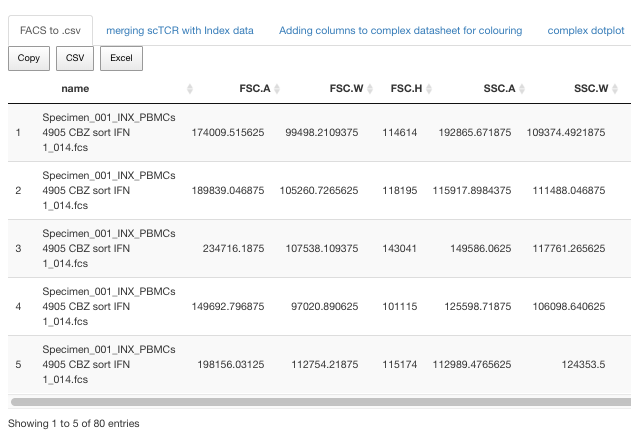 FACS to .csv merging scTCR with Index data Adding columns to complex datasheet for colouring complex dotplot
Copy CSV Excel
name FSC.A FSC.W FSC.H SSC.A SSC.W
1 Specimen_001_INX_PBMCs 4905 CBZ sort IFN 1_014.fcs 174009.515625 99498.2109375 114614 192865.671875 109374.4921875
2 Specimen_001_INX_PBMCs 4905 CBZ sort IFN 1_014.fcs 189839.046875 105260.7265625 118195 115917.8984375 111488.046875
3 Specimen_001_INX_PBMCs 4905 CBZ sort IFN 1_014.fcs 234716.1875 107538.109375 143041 149586.0625 117761.265625
4 Specimen_001_INX_PBMCs 4905 CBZ sort IFN 1_014.fcs 149692.796875 97020.890625 101115 125598.71875 106098.640625
5 Specimen_001_INX_PBMCs 4905 CBZ sort IFN 1_014.fcs 198156.03125 112754.21875 115174 112989.4765625 124353.5
Showing 1 to 5 of 80 entries